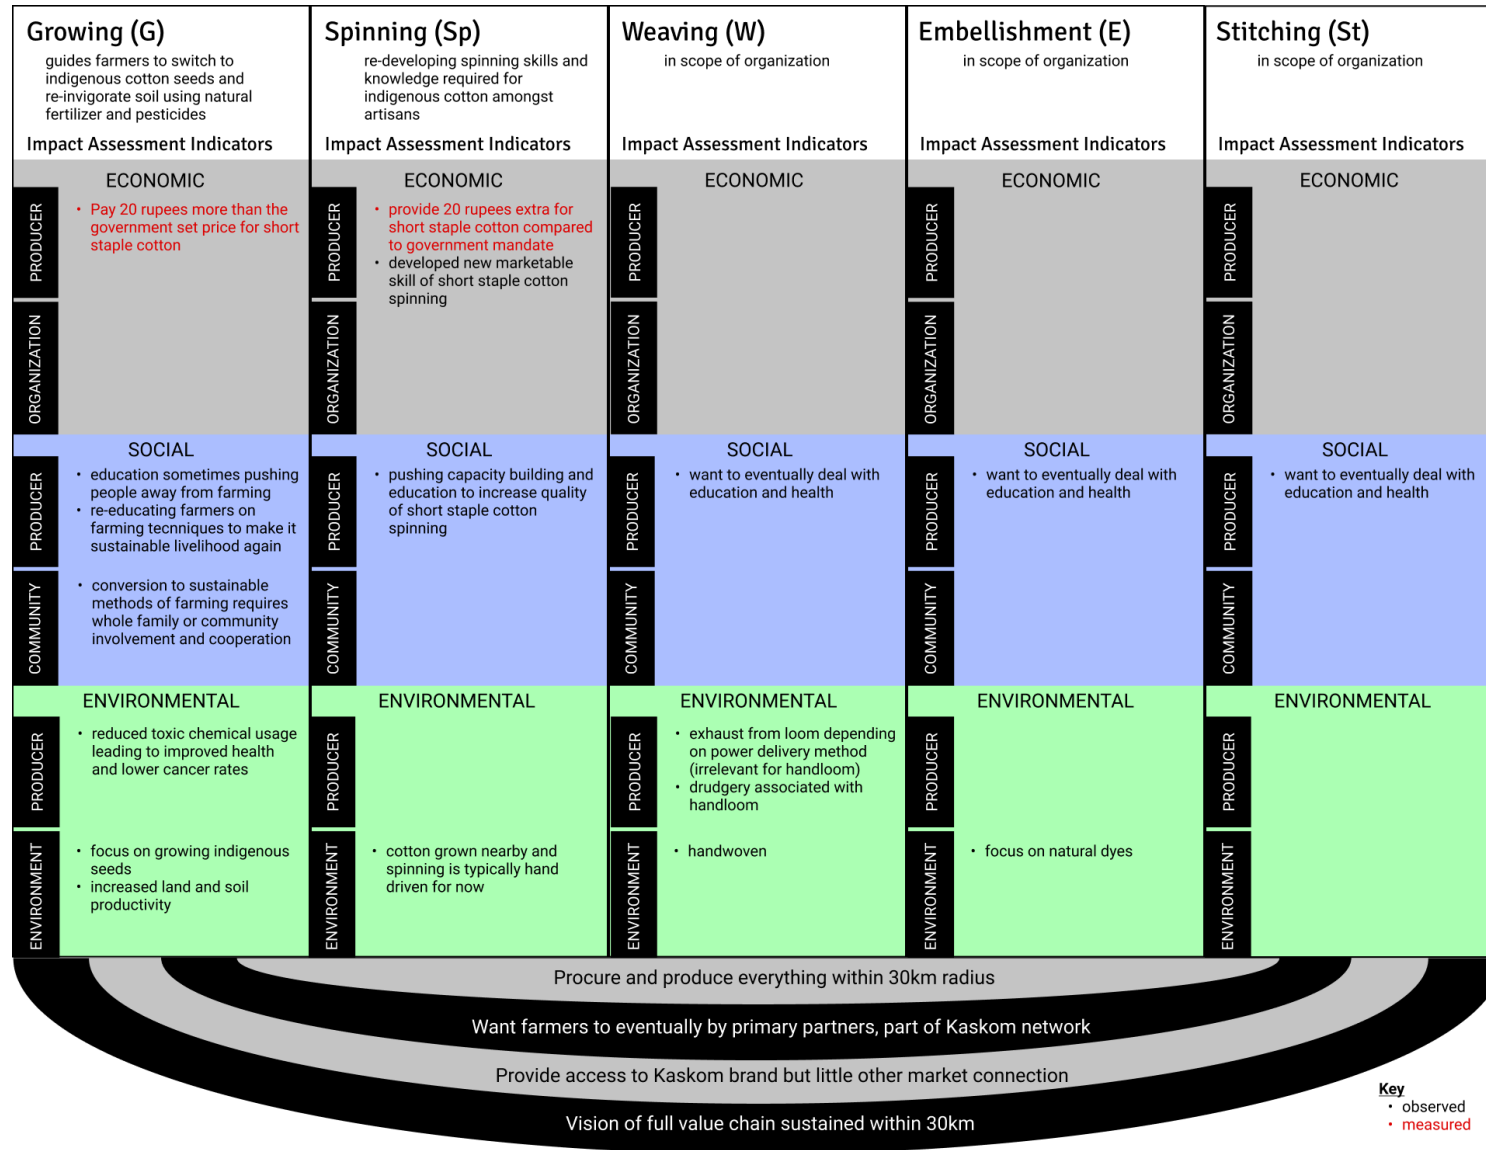 Growing (G)
guides farmers to switch to
indigenous cotton seeds and
re-invigorate soil using natural
fertilizer and pesticides
Impact Assessment Indicators
ECONOMIC
PRODUCER
• Pay 20 rupees more than the
government set price for short
staple cotton
ORGANIZATION
SOCIAL
PRODUCER
• education sometimes pushing
people away from farming
• re-educating farmers on
farming tecnniques to make it
sustainable livelihood again
COMMUNITY
• conversion to sustainable
methods of farming requires
whole family or community
involvement and cooperation
ENVIRONMENTAL
PRODUCER
• reduced toxic chemical usage
leading to improved health
and lower cancer rates
ENVIRONMENT
• focus on growing indigenous
seeds
• increased land and soil
productivity
Spinning (Sp)
re-developing spinning skills and
knowledge required for
indigenous cotton amongst
artisans
Impact Assessment Indicators
ECONOMIC
PRODUCER
• provide 20 rupees extra for
short staple cotton compared
to government mandate
• developed new marketable
skill of short staple cotton
spinning
ORGANIZATION
SOCIAL
PRODUCER
• pushing capacity building and
education to increase quality
of short staple cotton
spinning
COMMUNITY
ENVIRONMENTAL
PRODUCER
ENVIRONMENT
• cotton grown nearby and
spinning is typically hand
driven for now
Weaving (W)
in scope of organization
Impact Assessment Indicators
ECONOMIC
PRODUCER
ORGANIZATION
SOCIAL
PRODUCER
• want to eventually deal with
education and health
COMMUNITY
ENVIRONMENTAL
PRODUCER
• exhaust from loom depending
on power delivery method
(irrelevant for handloom)
• drudgery associated with
handloom
ENVIRONMENT
• handwoven
Embellishment (E)
in scope of organization
Impact Assessment Indicators
ECONOMIC
PRODUCER
ORGANIZATION
SOCIAL
PRODUCER
• want to eventually deal with
education and health
COMMUNITY
ENVIRONMENTAL
PRODUCER
ENVIRONMENT
• focus on natural dyes
Stitching (St)
in scope of organization
Impact Assessment Indicators
ECONOMIC
PRODUCER
ORGANIZATION
SOCIAL
PRODUCER
• want to eventually deal with
education and health
COMMUNITY
ENVIRONMENTAL
PRODUCER
ENVIRONMENT
Procure and produce everything within 30km radius
Want farmers to eventually by primary partners, part of Kaskom network
Provide access to Kaskom brand but little other market connection
Vision of full value chain sustained within 30km
Key
• observed
• measured